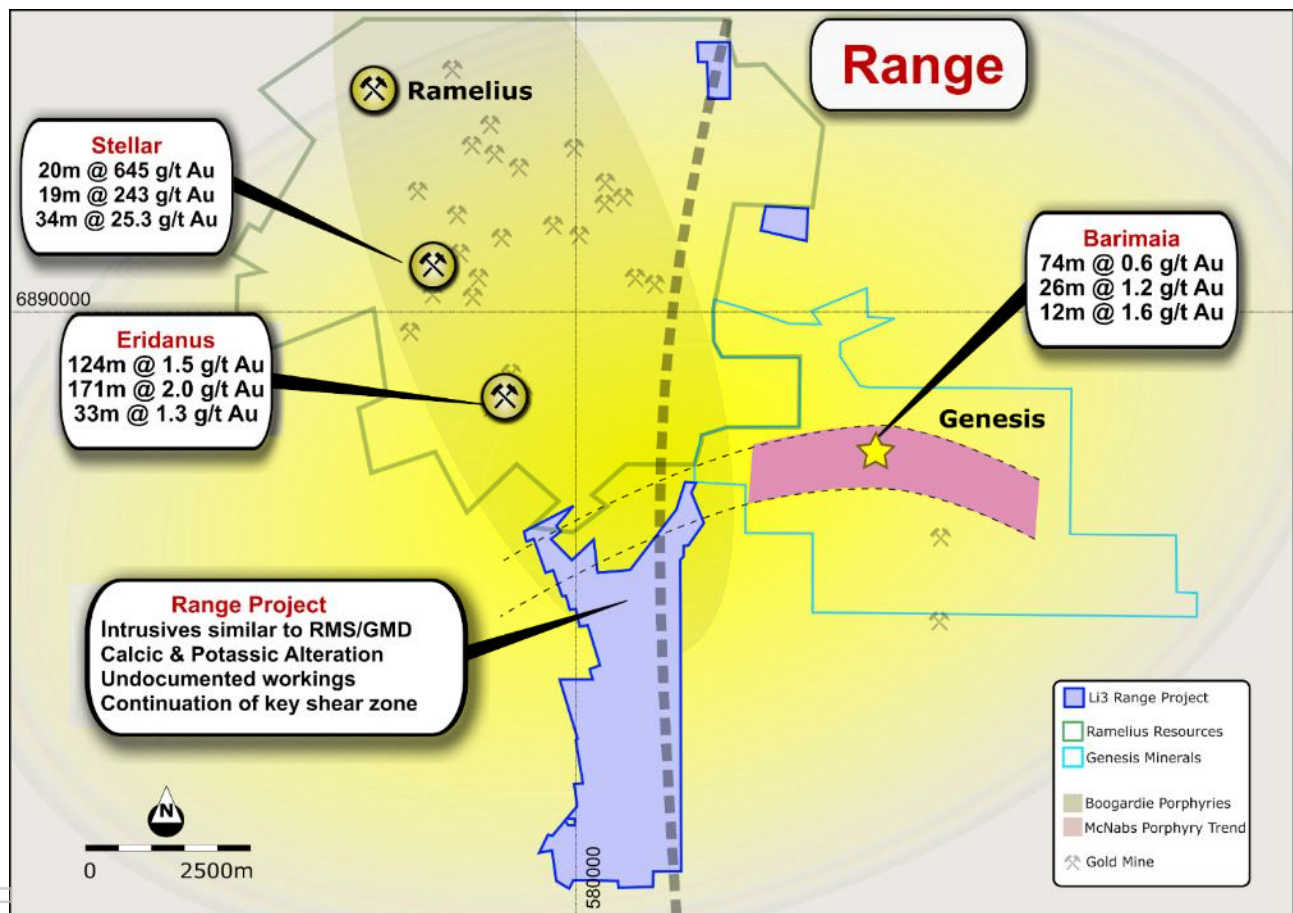 Range
Ramelius
Stellar
20m @ 645 g/t Au
19m @ 243 g/t Au
34m @ 25.3 g/t Au
Barimaia
74m @ 0.6 g/t Au
26m @ 1.2 g/t Au
12m @ 1.6 g/t Au
6890000
Eridanus
124m @ 1.5 g/t Au
171m @ 2.0 g/t Au
33m @ 1.3 g/t Au
Genesis
Range Project
Intrusives similar to RMS/GMD
Calcic & Potassic Alteration
Undocumented workings
Continuation of key shear zone
Li3 Range Project
Ramelius Resources
Genesis Minerals
Boogardie Porphyries
McNabs Porphyry Trend
Gold Mine
N
0 2500m
580000